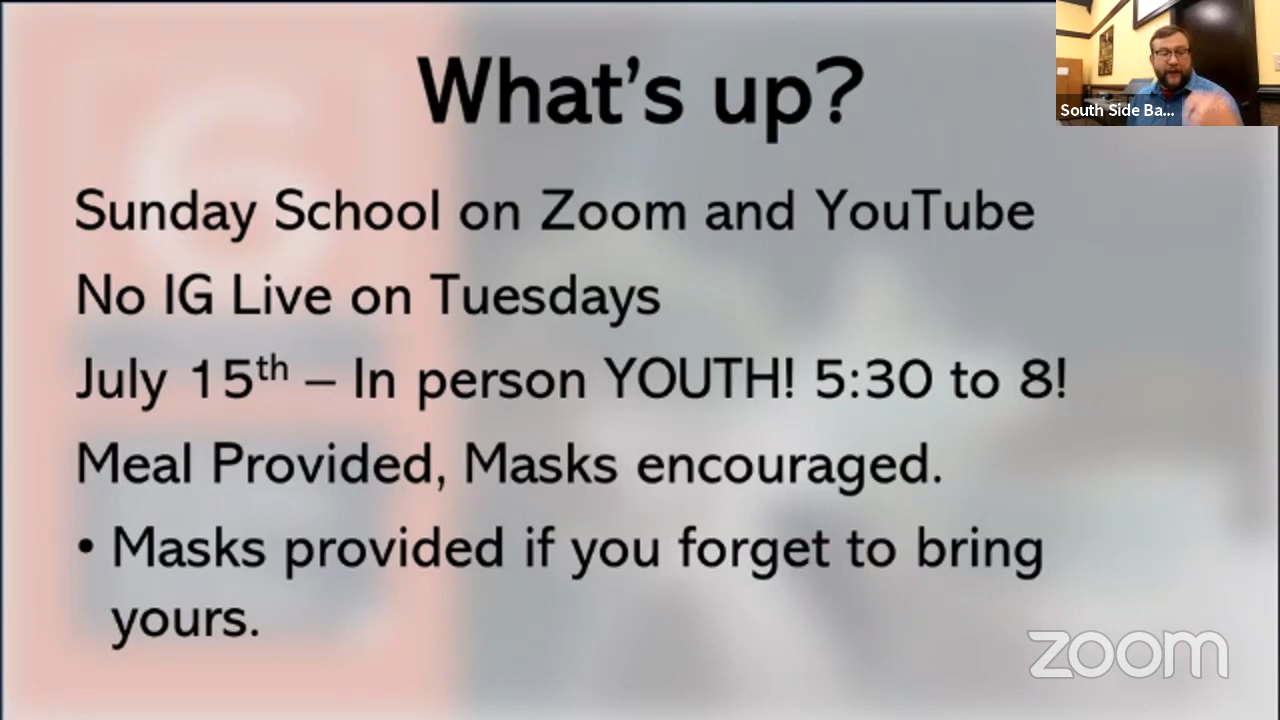 What's up?
South Side Ba...
Sunday School on Zoom and YouTube
No IG Live on Tuesdays
July 15th – In person YOUTH! 5:30 to 8!
Meal Provided, Masks encouraged.
• Masks provided if you forget to bring
yours.
zoom